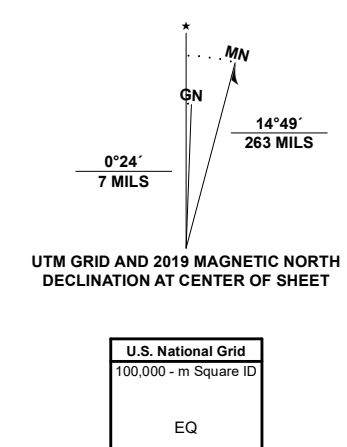 ★
MN
GN
14°49´
263 MILS
0°24´
7 MILS
UTM GRID AND 2019 MAGNETIC NORTH
DECLINATION AT CENTER OF SHEET
U.S. National Grid
100,000 - m Square ID
EQ